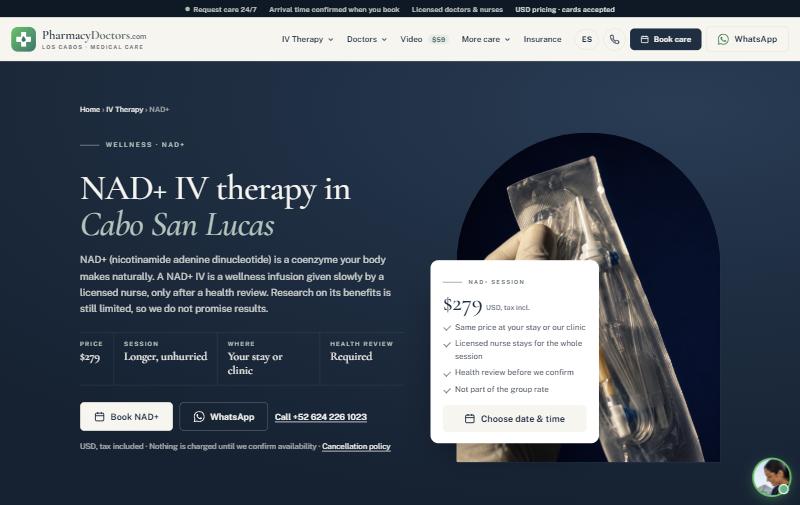 Request care 24/7 Arrival time confirmed when you book Licensed doctors & nurses USD pricing · cards accepted
PharmacyDoctors.com
LOS CABOS · MEDICAL CARE
IV Therapy Doctors Video $59 More care Insurance ES Book care WhatsApp
Home › IV Therapy › NAD+
WELLNESS · NAD+
NAD+ IV therapy in
Cabo San Lucas
NAD+ (nicotinamide adenine dinucleotide) is a coenzyme your body
makes naturally. A NAD+ IV is a wellness infusion given slowly by a
licensed nurse, only after a health review. Research on its benefits is
still limited, so we do not promise results.
PRICE SESSION WHERE HEALTH REVIEW
$279 Longer, unhurried Your stay or Required
clinic
Book NAD+ WhatsApp Call +52 624 226 1023
USD, tax included · Nothing is charged until we confirm availability · Cancellation policy
NAD+ SESSION
$279 USD, tax incl.
Same price at your stay or our clinic
Licensed nurse stays for the whole
session
Health review before we confirm
Not part of the group rate
Choose date & time